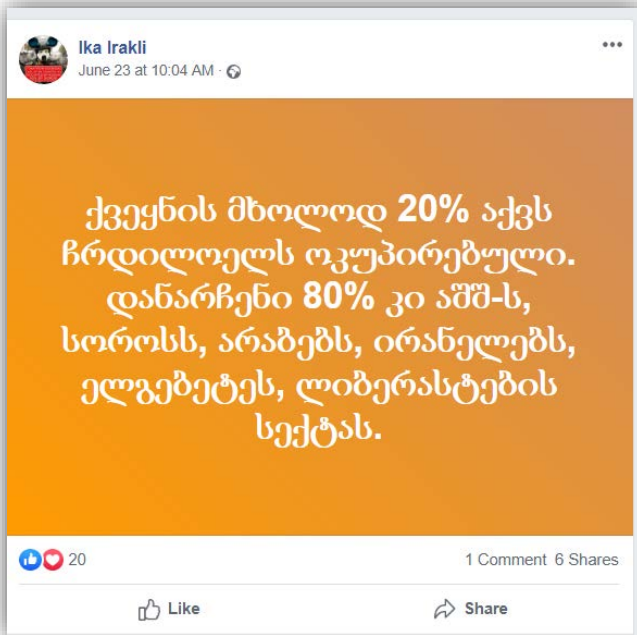 Ika Irakli
June 23 at 10:04 AM ·
ქვეყნის მხოლოდ 20% აქვს
ჩრდილოელს ოკუპირებული.
დანარჩენი 80% კი აშშ-ს,
სოროსს, არაბებს, ირანელებს,
ელგებეტეს, ლიბერასტების
სექტას.
20
1 Comment 6 Shares
Like
Share